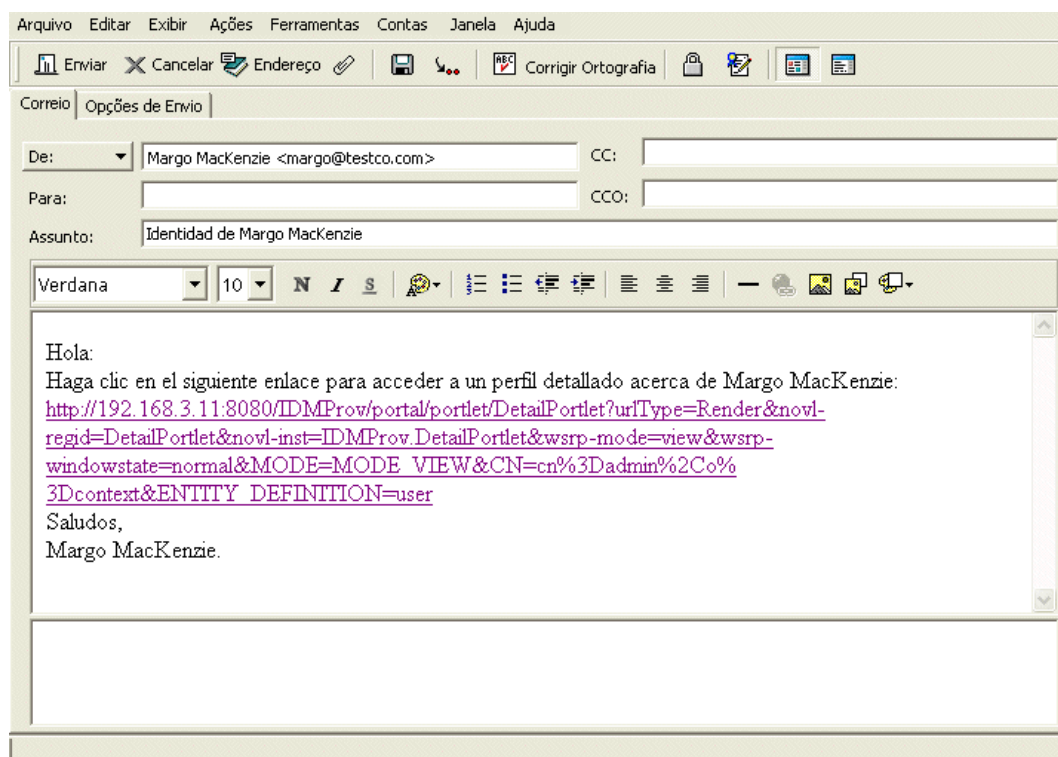 Arquivo Editar Exibir Ações Ferramentas Contas Janela Ajuda
Enviar Cancelar Endereço ABC Corrigir Ortografia
Correio Opções de Envio
De: Margo MacKenzie <margo@testco.com> CC:
Para: CCO:
Assunto: Identidad de Margo MacKenzie
Verdana 10 N I S
Hola:
Haga clic en el siguiente enlace para acceder a un perfil detallado acerca de Margo MacKenzie:
http://192.168.3.11:8080/IDMProv/portal/portlet/DetailPortlet?urlType=Render&novl-
regid=DetailPortlet&novl-inst=IDMProv.DetailPortlet&wsrp-mode=view&wsrp-
windowstate=normal&MODE=MODE_VIEW&CN=cn%3Dadmin%2Co%
3Dcontext&ENTITY_DEFINITION=user
Saludos,
Margo MacKenzie.